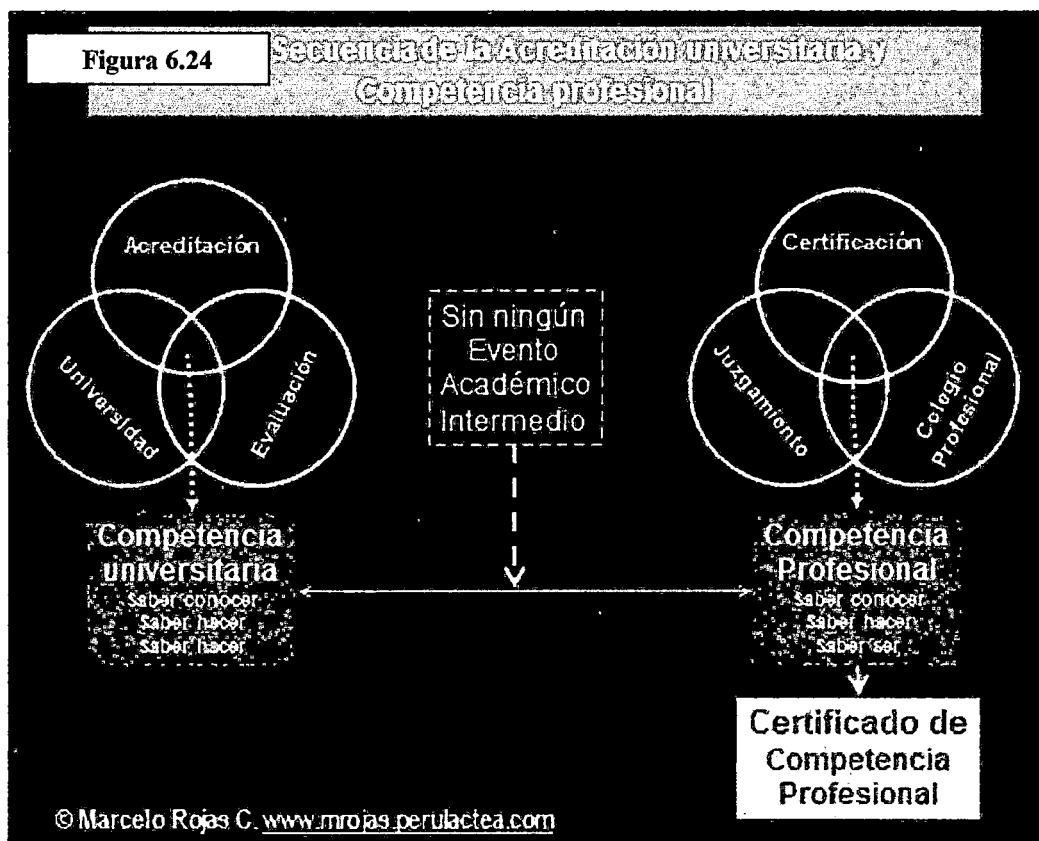 Figura 6.24
Secuencia de la Acreditación universitaria y
Competencia profesional
Acreditación
Universidad
Evaluación
Sin ningún
Evento
Académico
Intermedio
Certificación
Juzgamiento
Colegio
Profesional
Competencia
universitaria
Saber conocer
Saber hacer
Saber hacer
Competencia
Profesional
Saber conocer
Saber hacer
Saber ser
Certificado de
Competencia
Profesional
© Marcelo Rojas C. www.mrojas.perulactea.com